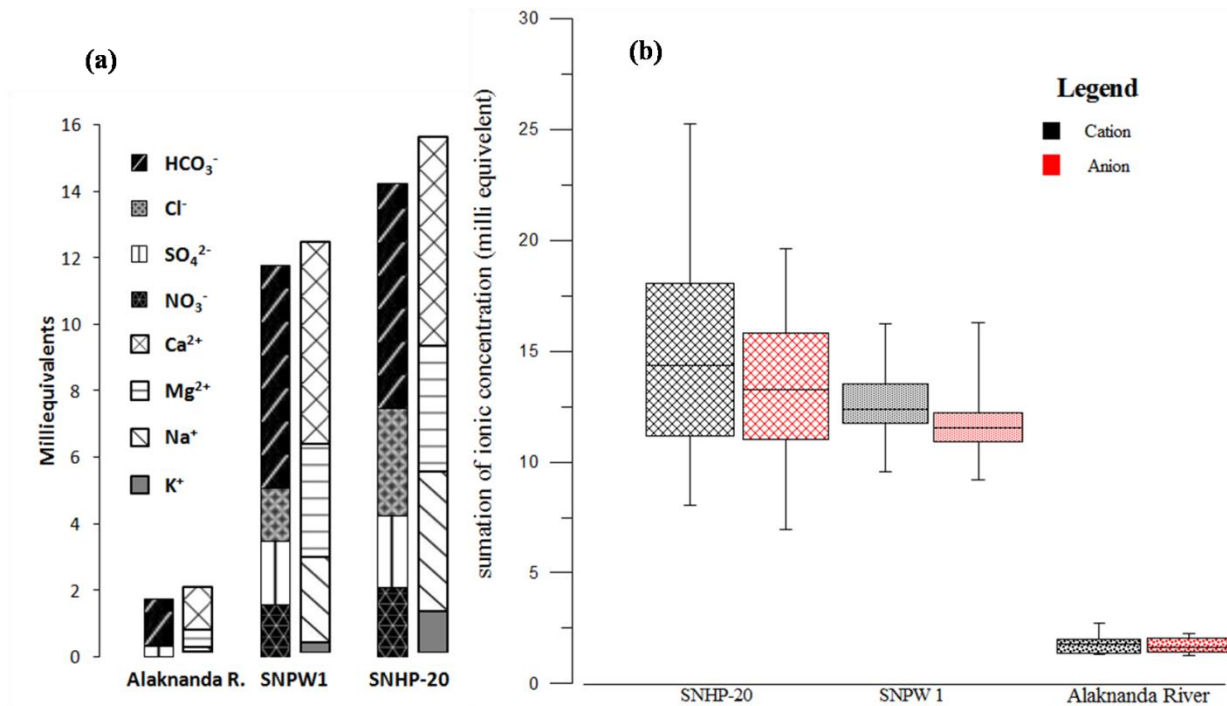 (a)
16
14
12
10
8
6
4
2
0
Milliequivalents
HCO₃⁻
Cl⁻
SO₄²⁻
NO₃⁻
Ca²⁺
Mg²⁺
Na⁺
K⁺
Alaknanda R. SNPW1 SNHP-20
(b)
30
25
20
15
10
5
0
sumation of ionic concentration (milli equivelent)
Legend
Cation
Anion
SNHP-20 SNPW 1 Alaknanda River